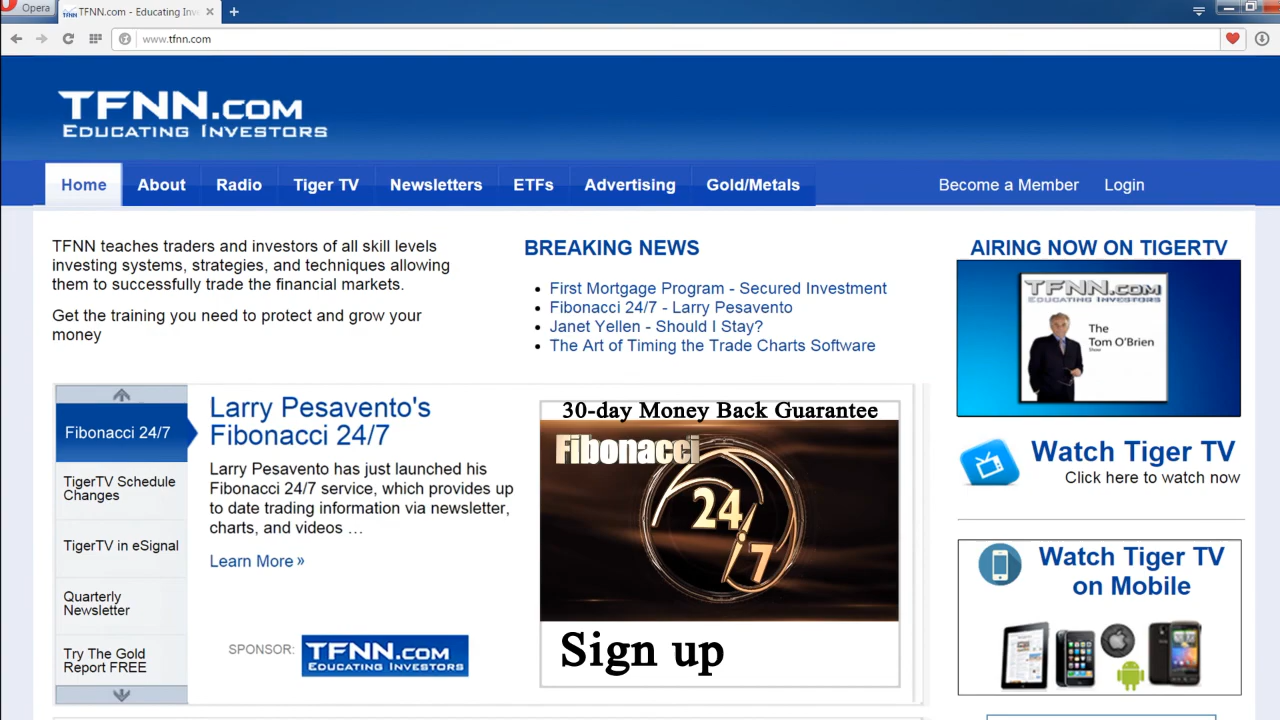 Opera
TFNN.com - Educating Inv
www.tfnn.com
TFNN.COM
EDUCATING INVESTORS
Home
About
Radio
Tiger TV
Newsletters
ETFs
Advertising
Gold/Metals
Become a Member
Login
TFNN teaches traders and investors of all skill levels
investing systems, strategies, and techniques allowing
them to successfully trade the financial markets.
Get the training you need to protect and grow your
money
BREAKING NEWS
First Mortgage Program - Secured Investment
Fibonacci 24/7 - Larry Pesavento
Janet Yellen - Should I Stay?
The Art of Timing the Trade Charts Software
AIRING NOW ON TIGERTV
TFNN.COM
EDUCATING INVESTORS
The
Tom O'Brien
Show
Watch Tiger TV
Click here to watch now
Watch Tiger TV
on Mobile
Fibonacci 24/7
TigerTV Schedule
Changes
TigerTV in eSignal
Quarterly
Newsletter
Try The Gold
Report FREE
Larry Pesavento's
Fibonacci 24/7
Larry Pesavento has just launched his
Fibonacci 24/7 service, which provides up
to date trading information via newsletter,
charts, and videos …
Learn More »
SPONSOR:
TFNN.COM
EDUCATING INVESTORS
30-day Money Back Guarantee
Fibonacci
24
7
Sign up